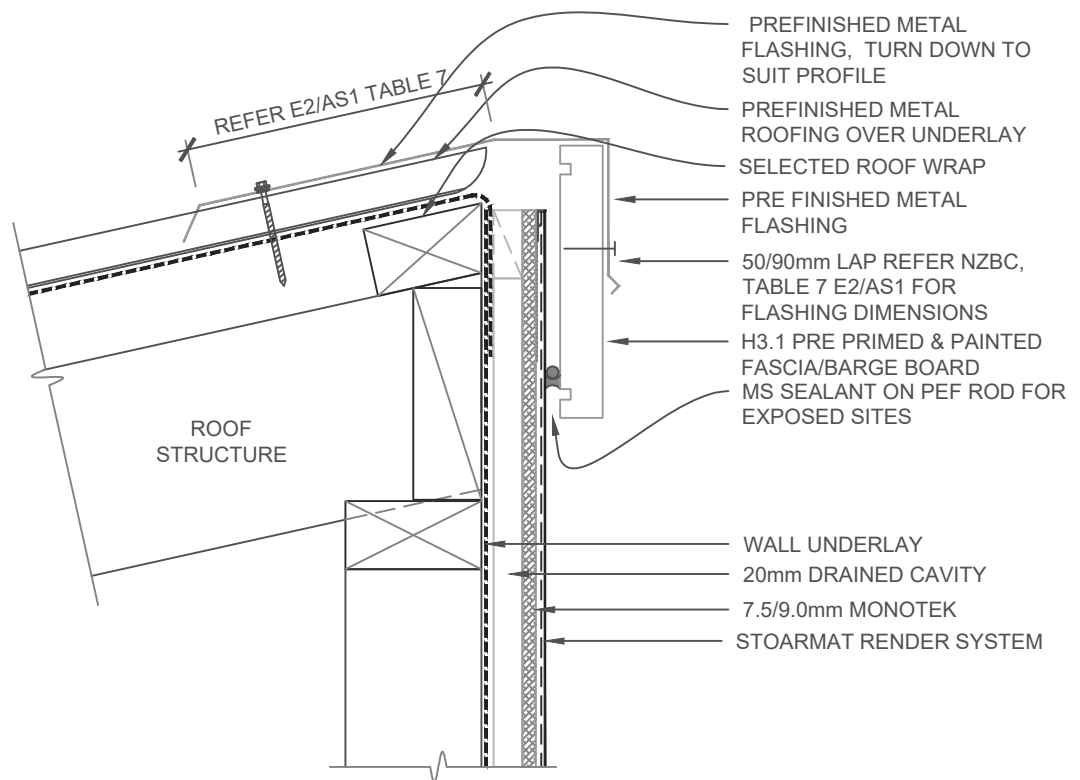 PREFINISHED METAL
FLASHING, TURN DOWN TO
SUIT PROFILE
REFER E2/AS1 TABLE 7
PREFINISHED METAL
ROOFING OVER UNDERLAY
SELECTED ROOF WRAP
PRE FINISHED METAL
FLASHING
50/90mm LAP REFER NZBC,
TABLE 7 E2/AS1 FOR
FLASHING DIMENSIONS
H3.1 PRE PRIMED & PAINTED
FASCIA/BARGE BOARD
MS SEALANT ON PEF ROD FOR
EXPOSED SITES
ROOF
STRUCTURE
WALL UNDERLAY
20mm DRAINED CAVITY
7.5/9.0mm MONOTEK
STOARMAT RENDER SYSTEM